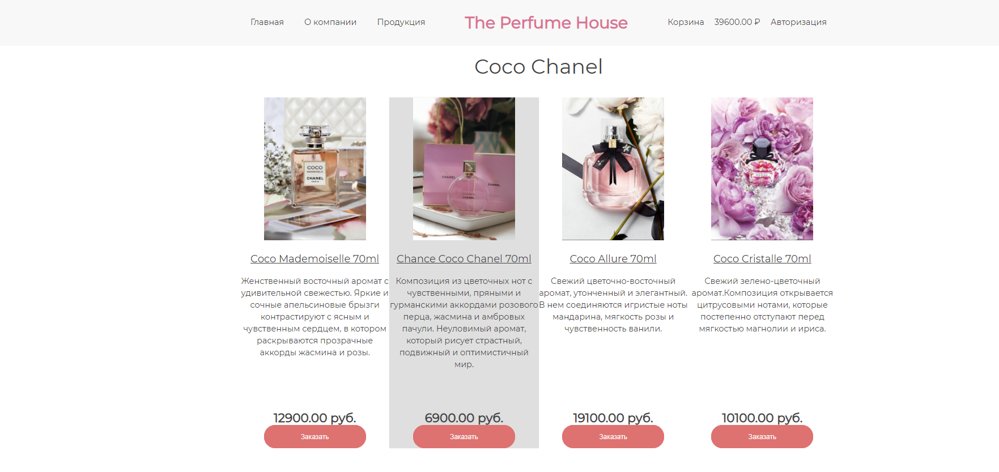 Главная О компании Продукция The Perfume House Корзина 39600.00 ₽ Авторизация
Coco Chanel
COCO
MADEMOISELLE
CHANEL
PARIS
CHANEL
CHANEL
CHANCE
CHANEL
Coco Mademoiselle 70ml
Женственный восточный аромат с
удивительной свежестью. Яркие и
сочные апельсиновые брызги
контрастируют с ясным и
чувственным сердцем, в котором
раскрываются прозрачные
аккорды жасмина и розы.
12900.00 руб.
Заказать
Chance Coco Chanel 70ml
Композиция из цветочных нот с
чувственными, пряными и
гурманскими аккордами розового
перца, жасмина и амбровых
пачули. Неуловимый аромат,
который рисует страстный,
подвижный и оптимистичный
мир.
6900.00 руб.
Заказать
Coco Allure 70ml
Свежий цветочно-восточный
аромат, утонченный и элегантный.
В нем соединяются игристые ноты
мандарина, мягкость розы и
чувственность ванили.
19100.00 руб.
Заказать
Coco Cristalle 70ml
Свежий зелено-цветочный
аромат.Композиция открывается
цитрусовыми нотами, которые
постепенно отступают перед
мягкостью магнолии и ириса.
10100.00 руб.
Заказать